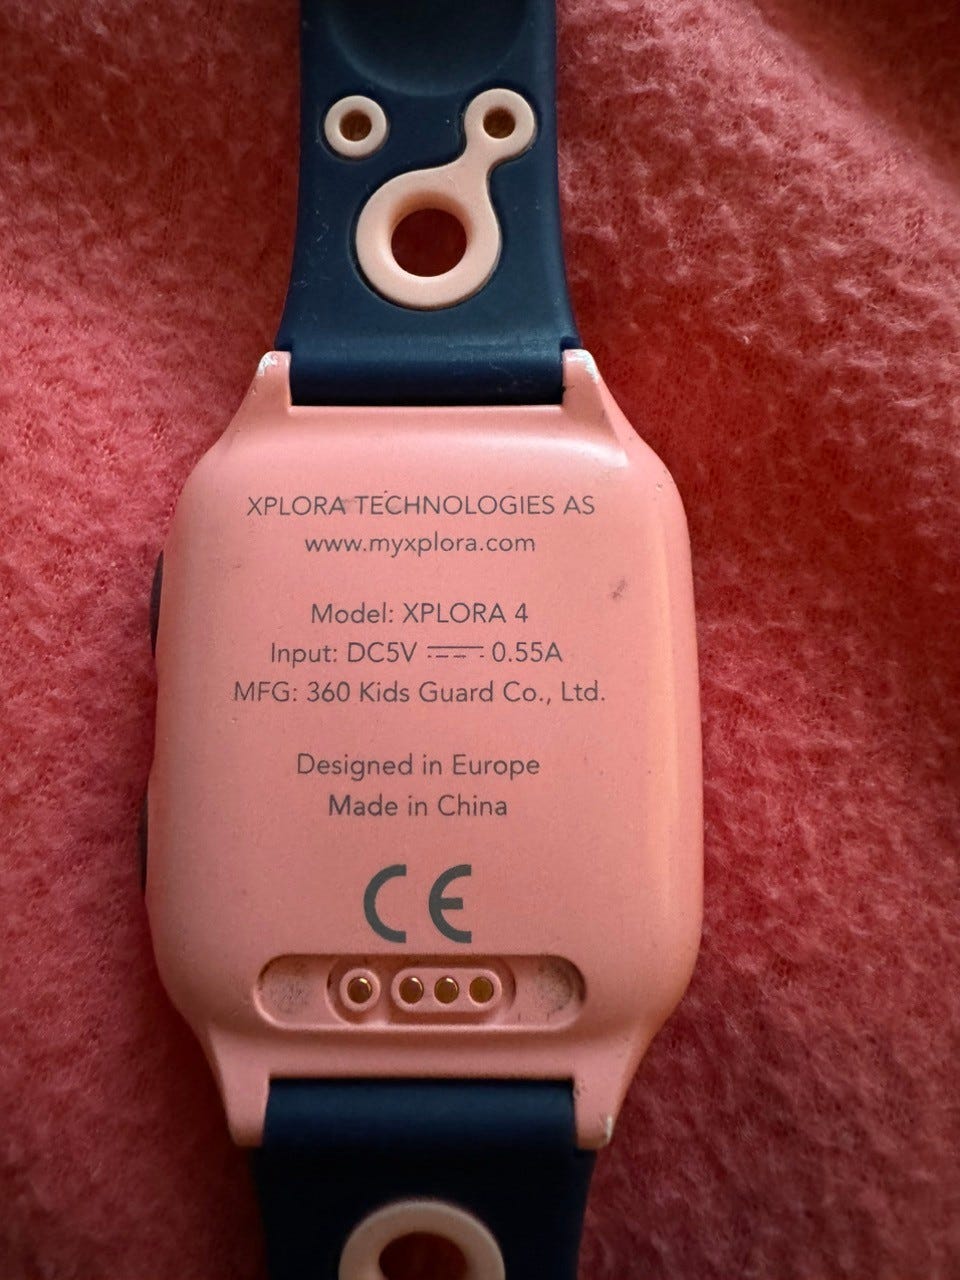 XPLORA TECHNOLOGIES AS
www.myxplora.com
Model: XPLORA 4
Input: DC5V ⎓ 0.55A
MFG: 360 Kids Guard Co., Ltd.
Designed in Europe
Made in China
CE